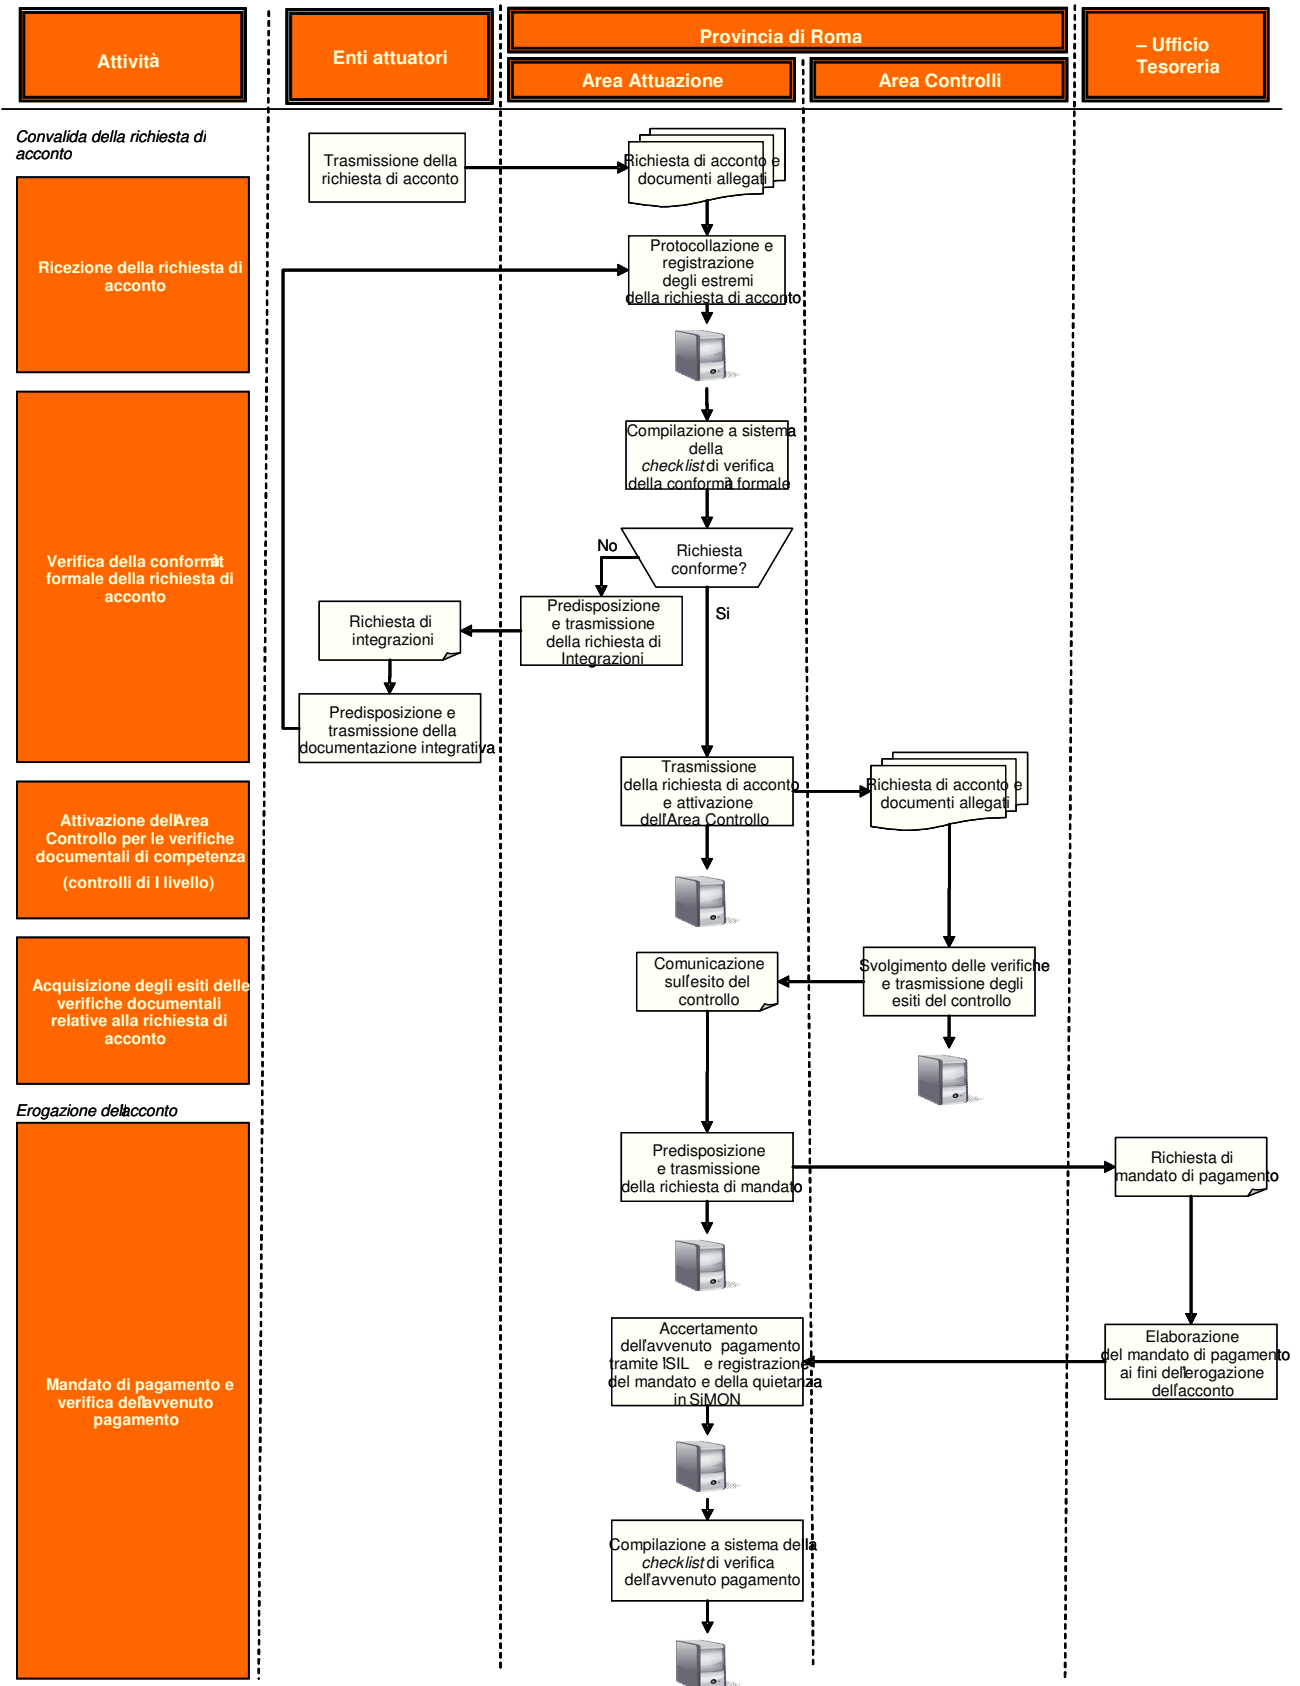 Attività
Enti attuatori
Provincia di Roma
Area Attuazione
Area Controlli
– Ufficio
Tesoreria
Convalida della richiesta di
acconto
Trasmissione della
richiesta di acconto
Richiesta di acconto e
documenti allegati
Ricezione della richiesta di
acconto
Protocollazione e
registrazione
degli estremi
della richiesta di acconto
Compilazione a sistema
della
checklist di verifica
della conformità formale
Verifica della conformità
formale della richiesta di
acconto
Richiesta
conforme?
No
Si
Predisposizione
e trasmissione
della richiesta di
Integrazioni
Richiesta di
integrazioni
Predisposizione e
trasmissione della
documentazione integrativa
Trasmissione
della richiesta di acconto
e attivazione
dell'Area Controllo
Richiesta di acconto e
documenti allegati
Attivazione dell'Area
Controllo per le verifiche
documentali di competenza
(controlli di I livello)
Acquisizione degli esiti delle
verifiche documentali
relative alla richiesta di
acconto
Comunicazione
sull'esito del
controllo
Svolgimento delle verifiche
e trasmissione degli
esiti del controllo
Erogazione dell'acconto
Predisposizione
e trasmissione
della richiesta di mandato
Richiesta di
mandato di pagamento
Mandato di pagamento e
verifica dell'avvenuto
pagamento
Accertamento
dell'avvenuto pagamento
tramite l'SIL e registrazione
del mandato e della quietanza
in SiMON
Elaborazione
del mandato di pagamento
ai fini dell'erogazione
dell'acconto
Compilazione a sistema della
checklist di verifica
dell'avvenuto pagamento